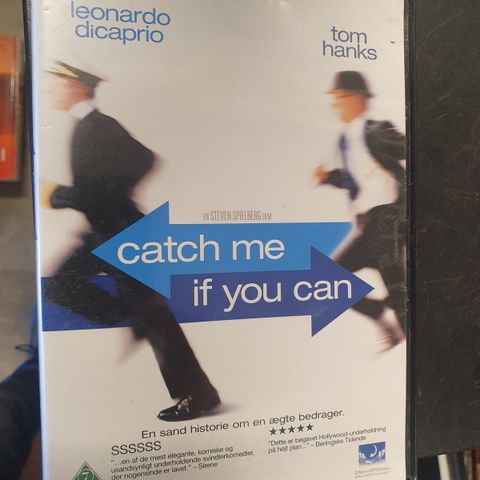 leonardo
dicaprio
tom
hanks
EN STEVEN SPIELBERG FILM
catch me
if you can
En sand historie om en ægte bedrager.
SSSSSS
"...en af de mest elegante, komiske og
usandsynligt underholdende svindlerkomedier,
der nogensinde er lavet." – Sirene
★★★★★
"Dette er begavet Hollywood-underholdning
på højt plan..." – Berlingske Tidende
7
DREAMWORKS